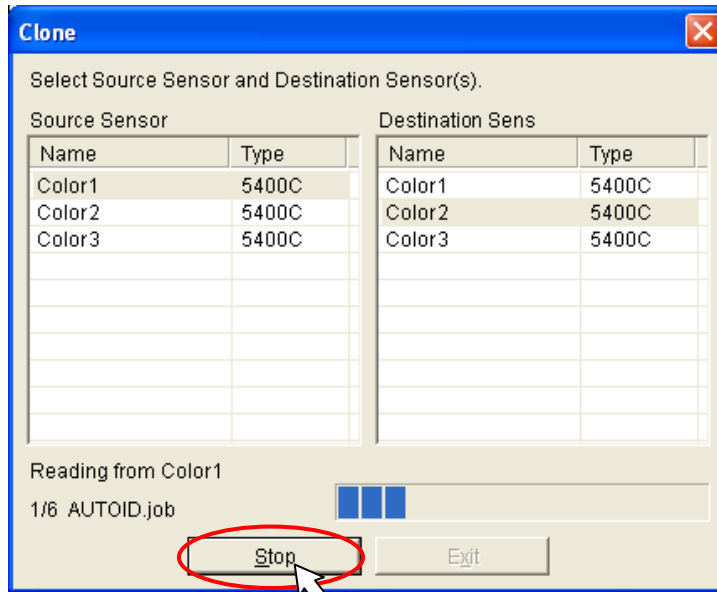 Clone
Select Source Sensor and Destination Sensor(s).
Source Sensor Destination Sens
Name Type Name Type
Color1 5400C Color1 5400C
Color2 5400C Color2 5400C
Color3 5400C Color3 5400C
Reading from Color1
1/6 AUTOID.job
Stop Exit